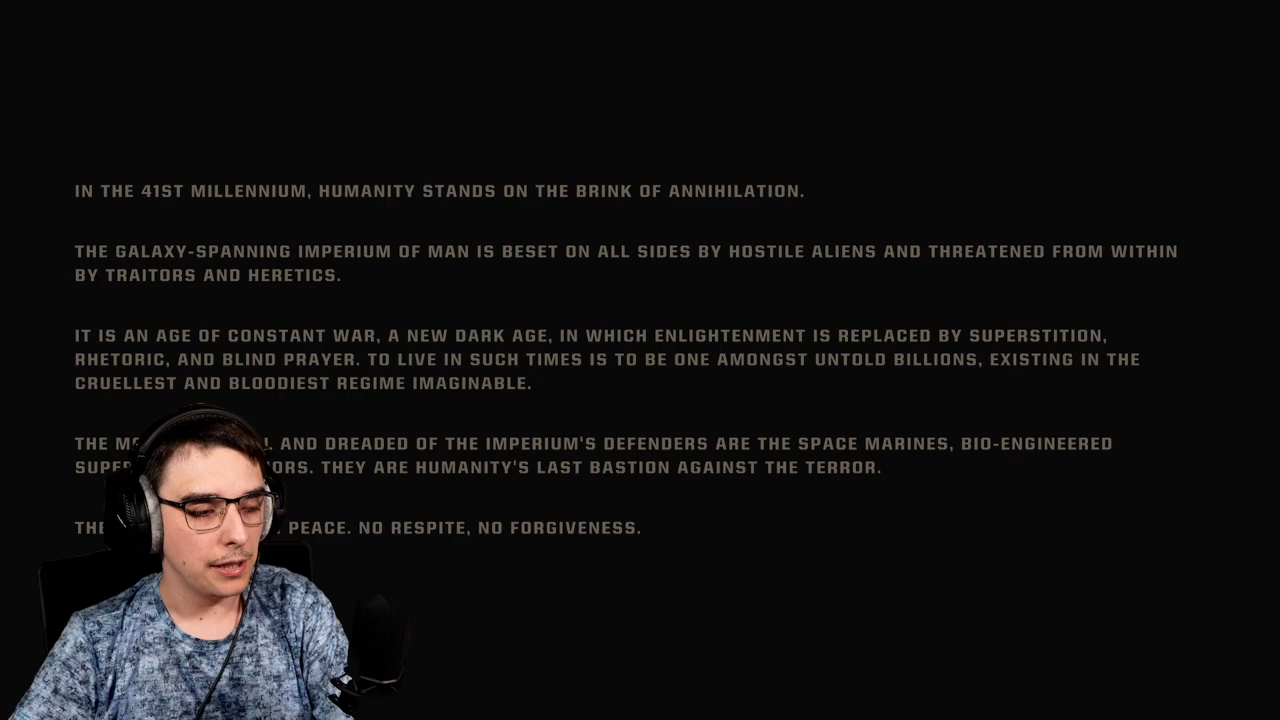 IN THE 41ST MILLENNIUM, HUMANITY STANDS ON THE BRINK OF ANNIHILATION.
THE GALAXY-SPANNING IMPERIUM OF MAN IS BESET ON ALL SIDES BY HOSTILE ALIENS AND THREATENED FROM WITHIN
BY TRAITORS AND HERETICS.
IT IS AN AGE OF CONSTANT WAR, A NEW DARK AGE, IN WHICH ENLIGHTENMENT IS REPLACED BY SUPERSTITION,
RHETORIC, AND BLIND PRAYER. TO LIVE IN SUCH TIMES IS TO BE ONE AMONGST UNTOLD BILLIONS, EXISTING IN THE
CRUELLEST AND BLOODIEST REGIME IMAGINABLE.
THE AND DREADED OF THE IMPERIUM'S DEFENDERS ARE THE SPACE MARINES, BIO-ENGINEERED
THEY ARE HUMANITY'S LAST BASTION AGAINST THE TERROR.
PEACE. NO RESPITE, NO FORGIVENESS.